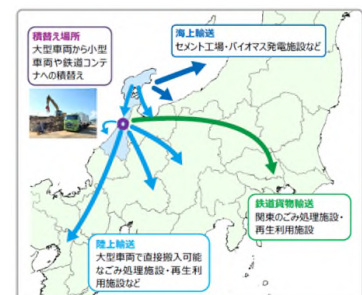 積替え場所
大型車両から小型
車両や鉄道コンテ
ナへの積替え
海上輸送
セメント工場・バイオマス発電施設など
鉄道貨物輸送
関東のごみ処理施設・
再生利用施設
陸上輸送
大型車両で直接搬入可能
なごみ処理施設・再生利
用施設など